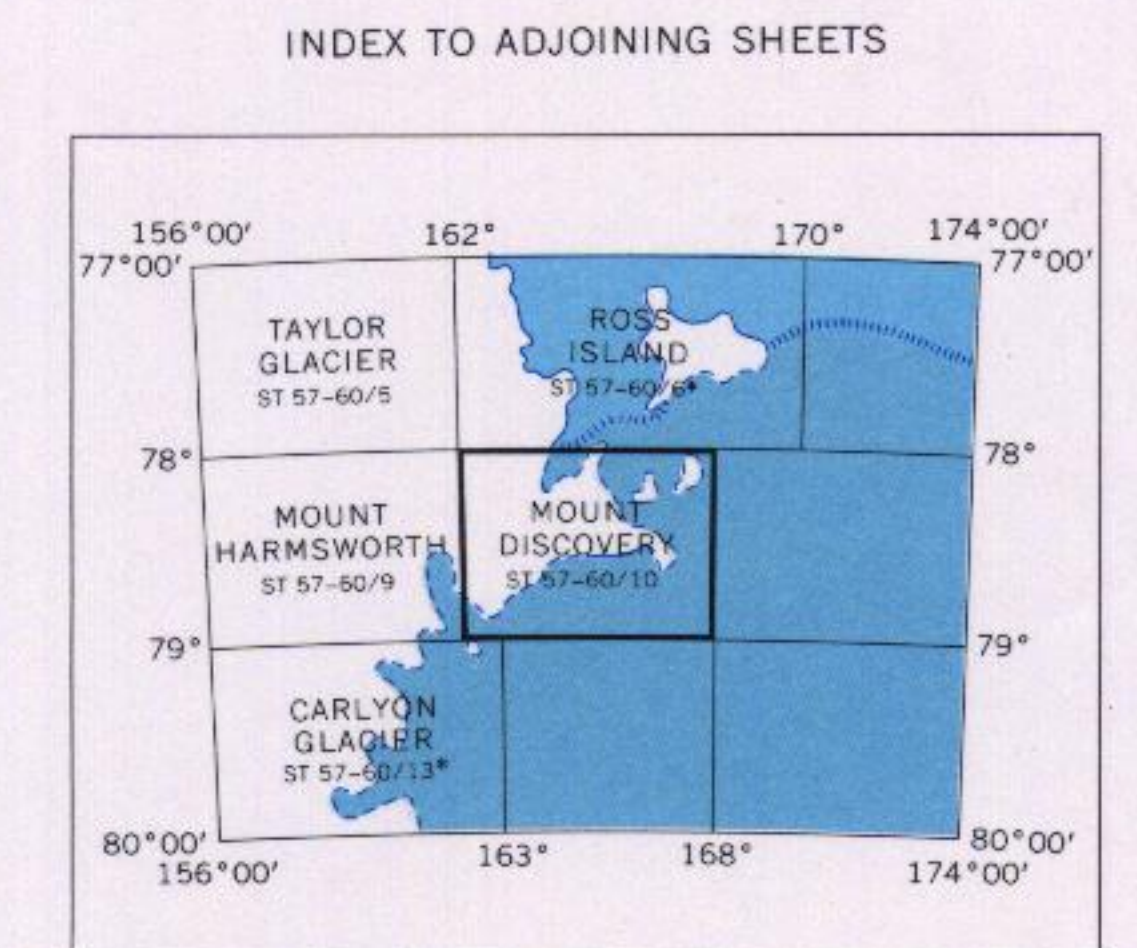 INDEX TO ADJOINING SHEETS
156°00′ 162° 170° 174°00′
77°00′ 77°00′
TAYLOR
GLACIER
ST 57-60/5
ROSS
ISLAND
ST 57-60/6*
78° 78°
MOUNT
HARMSWORTH
ST 57-60/9
MOUNT
DISCOVERY
ST 57-60/10
79° 79°
CARLYON
GLACIER
ST 57-60/13*
80°00′ 80°00′
156°00′ 163° 168° 174°00′